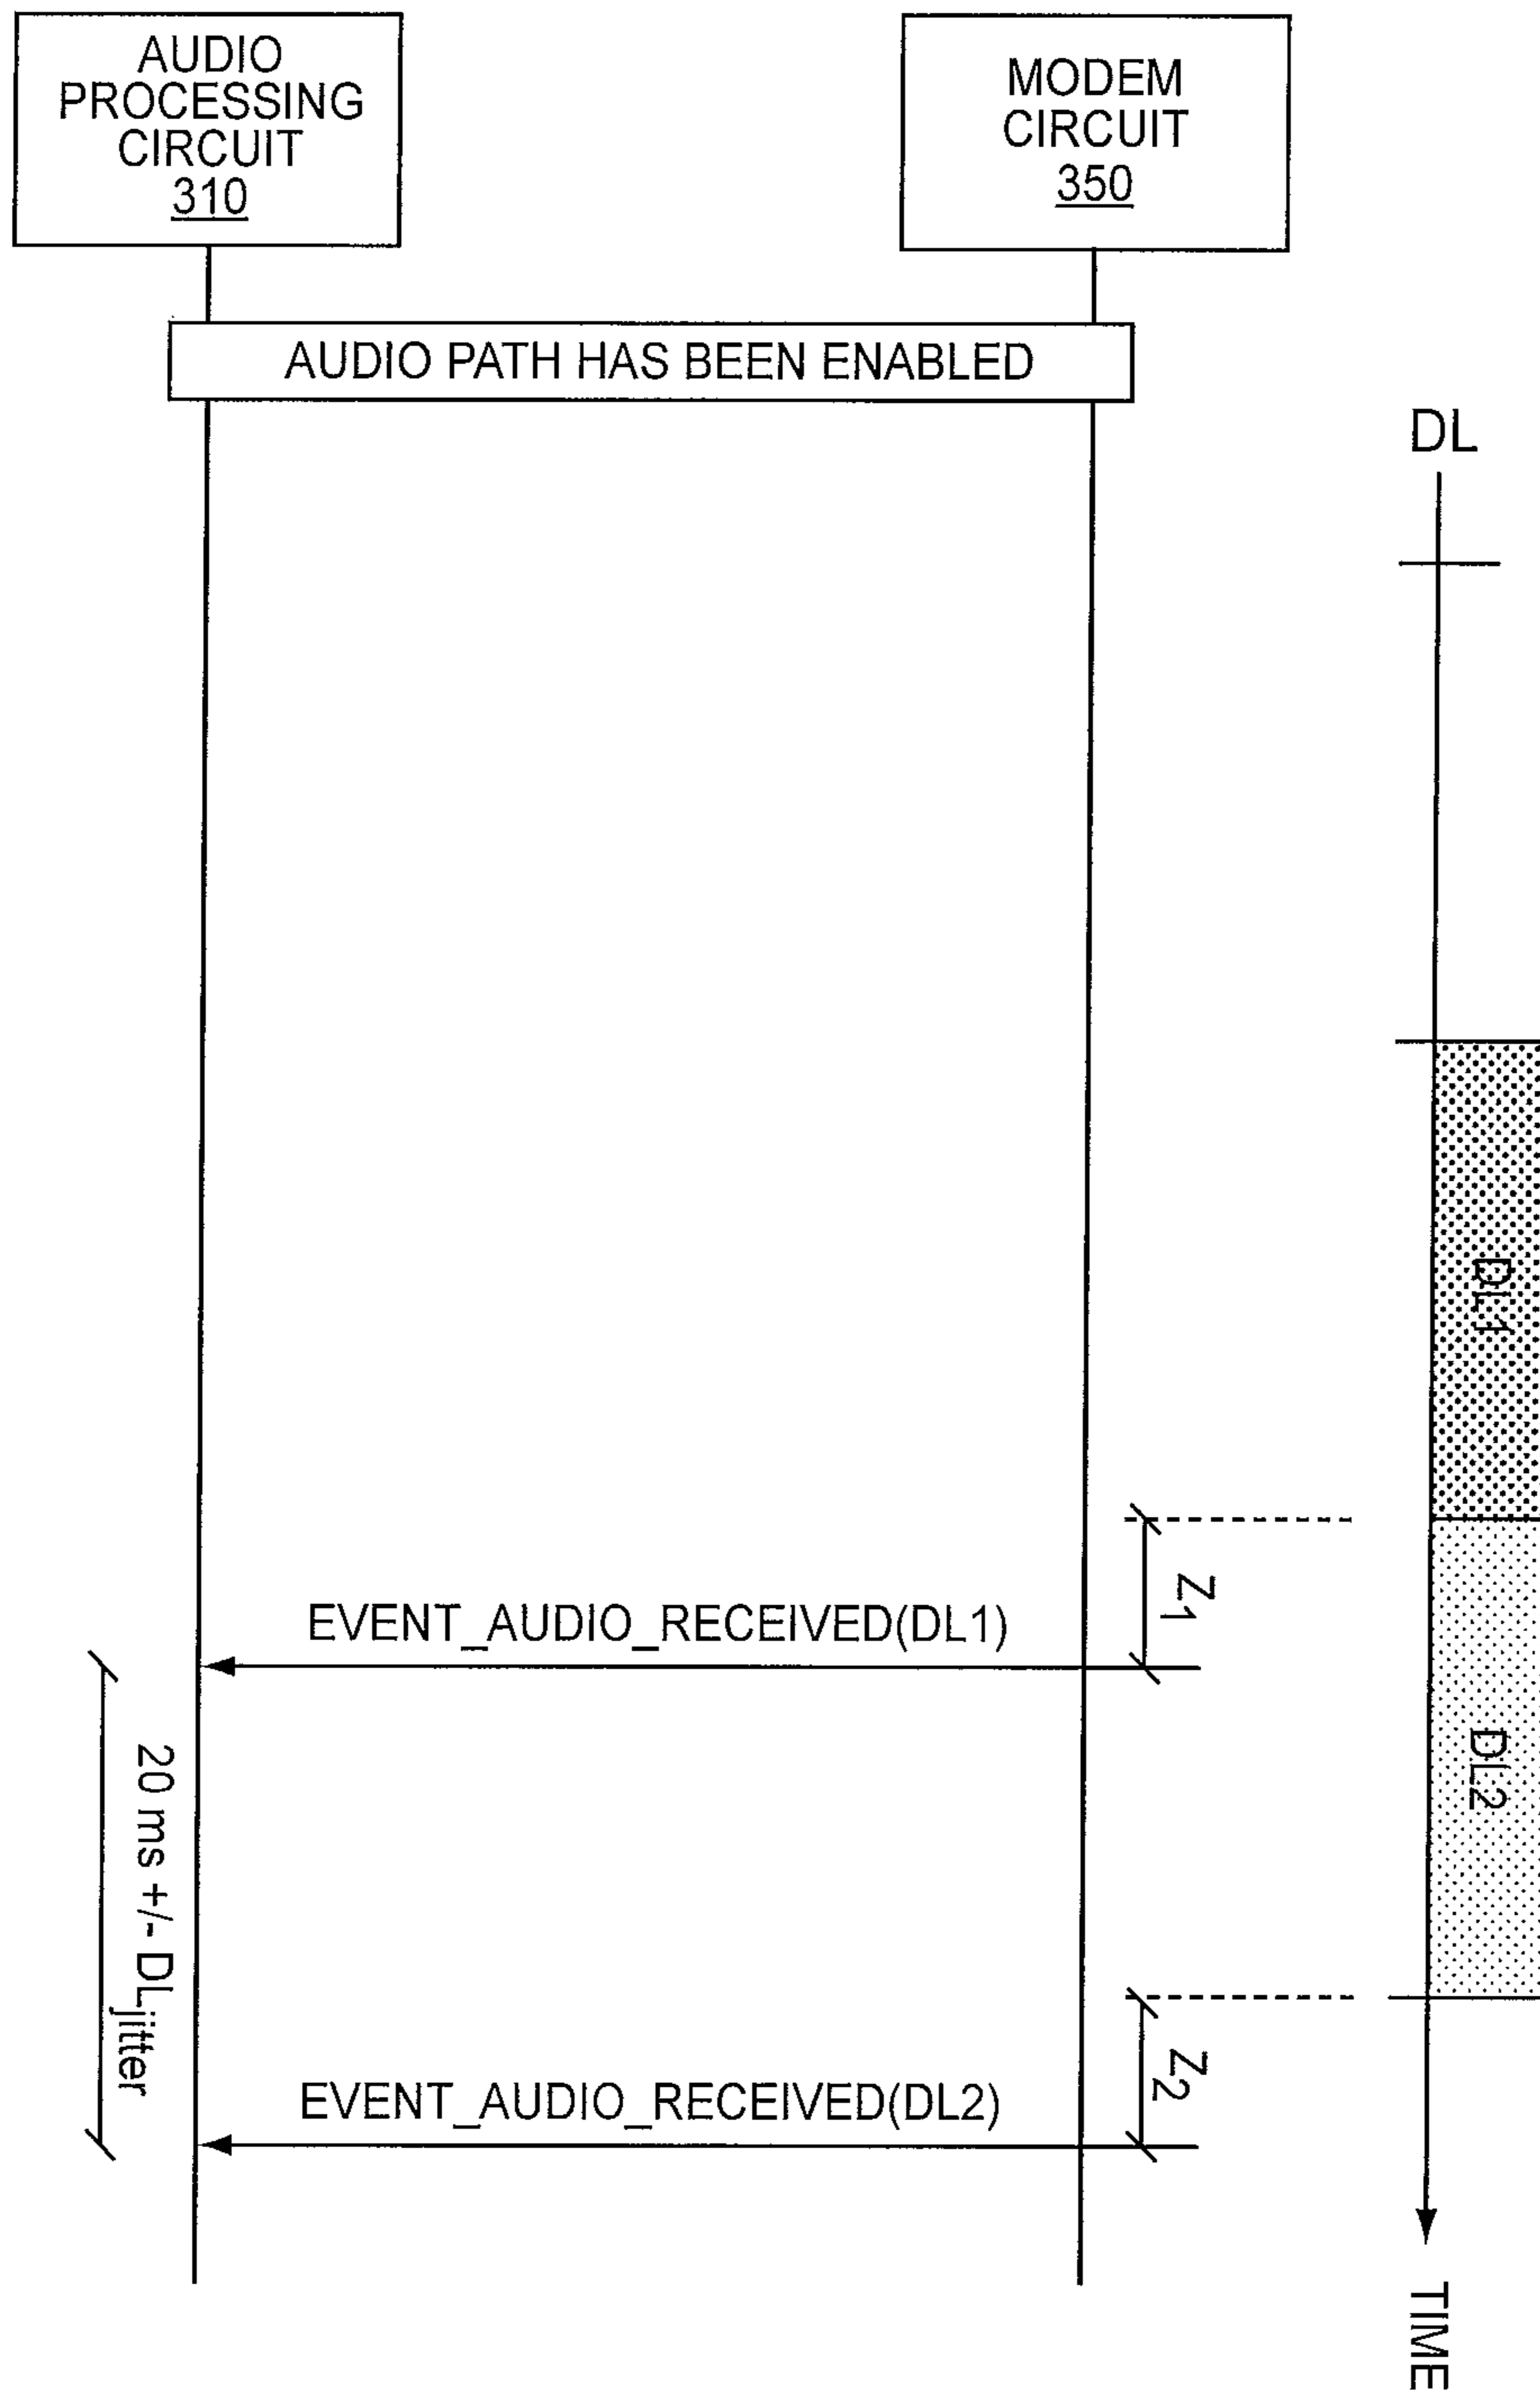 AUDIO
PROCESSING
CIRCUIT
310
MODEM
CIRCUIT
350
AUDIO PATH HAS BEEN ENABLED
DL
DL1
Z1
EVENT_AUDIO_RECEIVED(DL1)
DL2
20 ms +/- DLjitter
Z2
EVENT_AUDIO_RECEIVED(DL2)
TIME